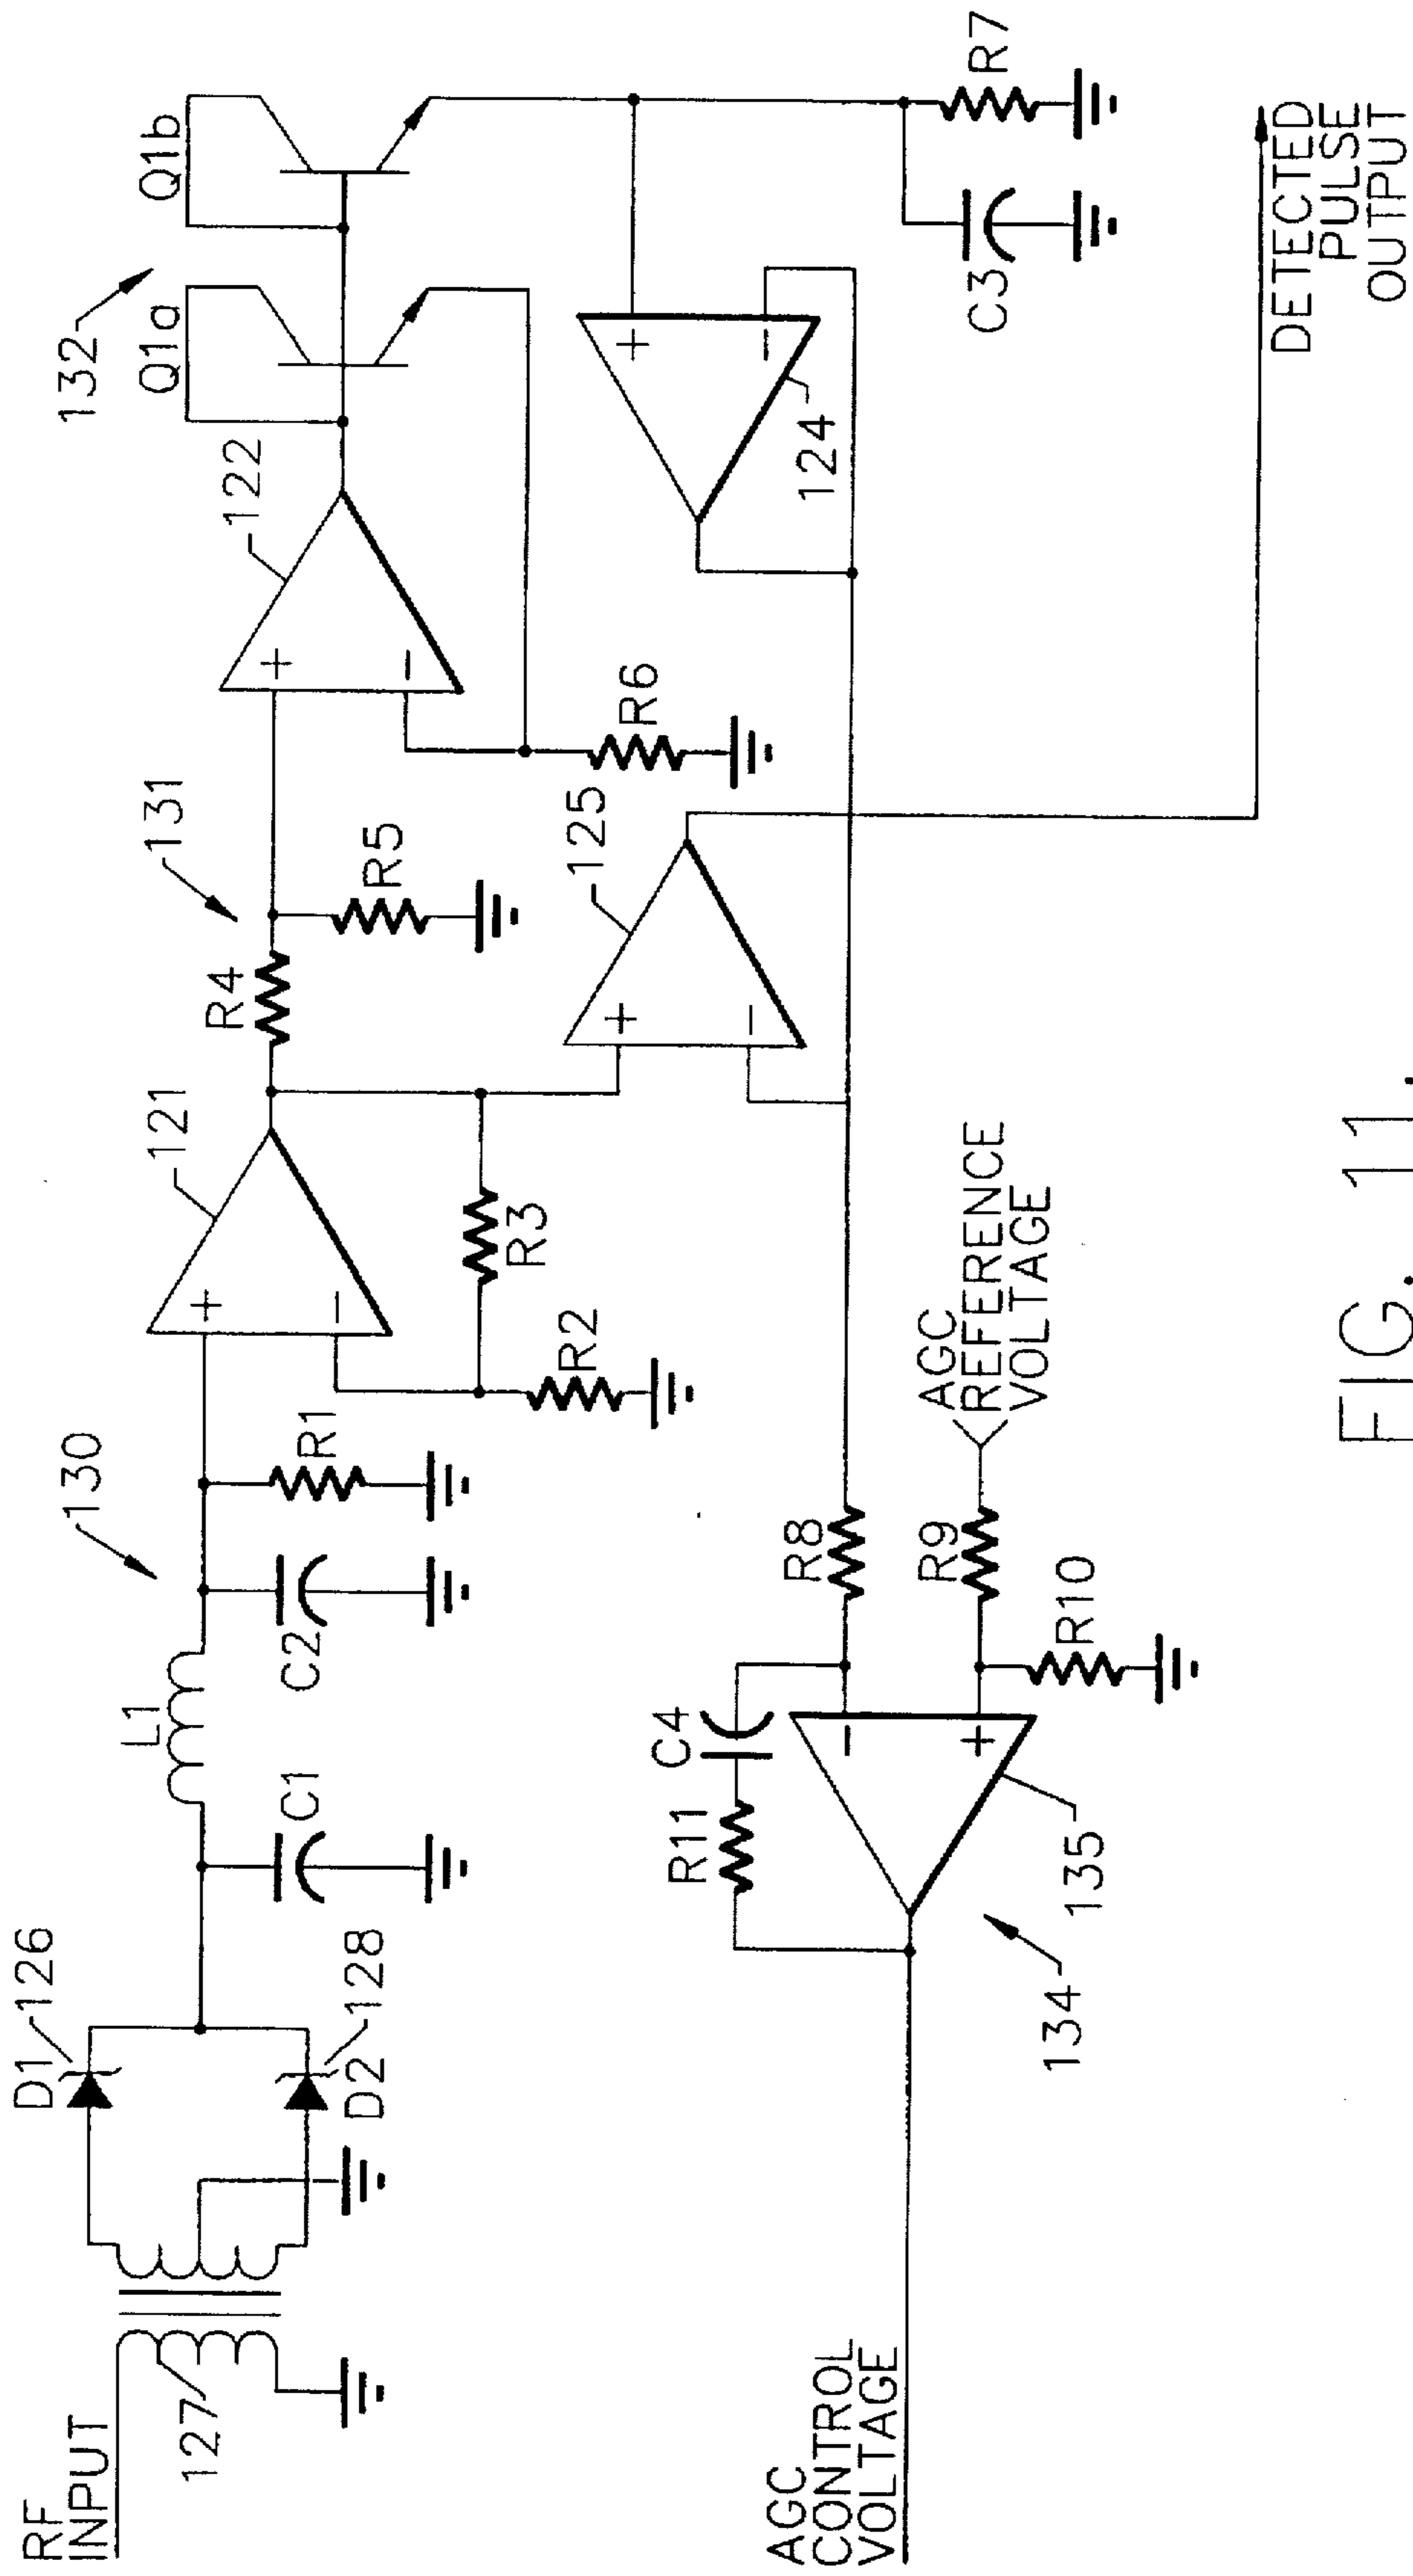 RF
INPUT
127
D1
126
128
D2
C1
L1
C2
130
R1
+
-
121
R2
R3
R4
131
R5
+
-
122
R6
132
Q1a
Q1b
+
-
125
+
-
124
C3
R7
DETECTED
PULSE
OUTPUT
AGC
CONTROL
VOLTAGE
R11
C4
-
+
135
134
R8
R9
R10
AGC
REFERENCE
VOLTAGE
FIG. 11.